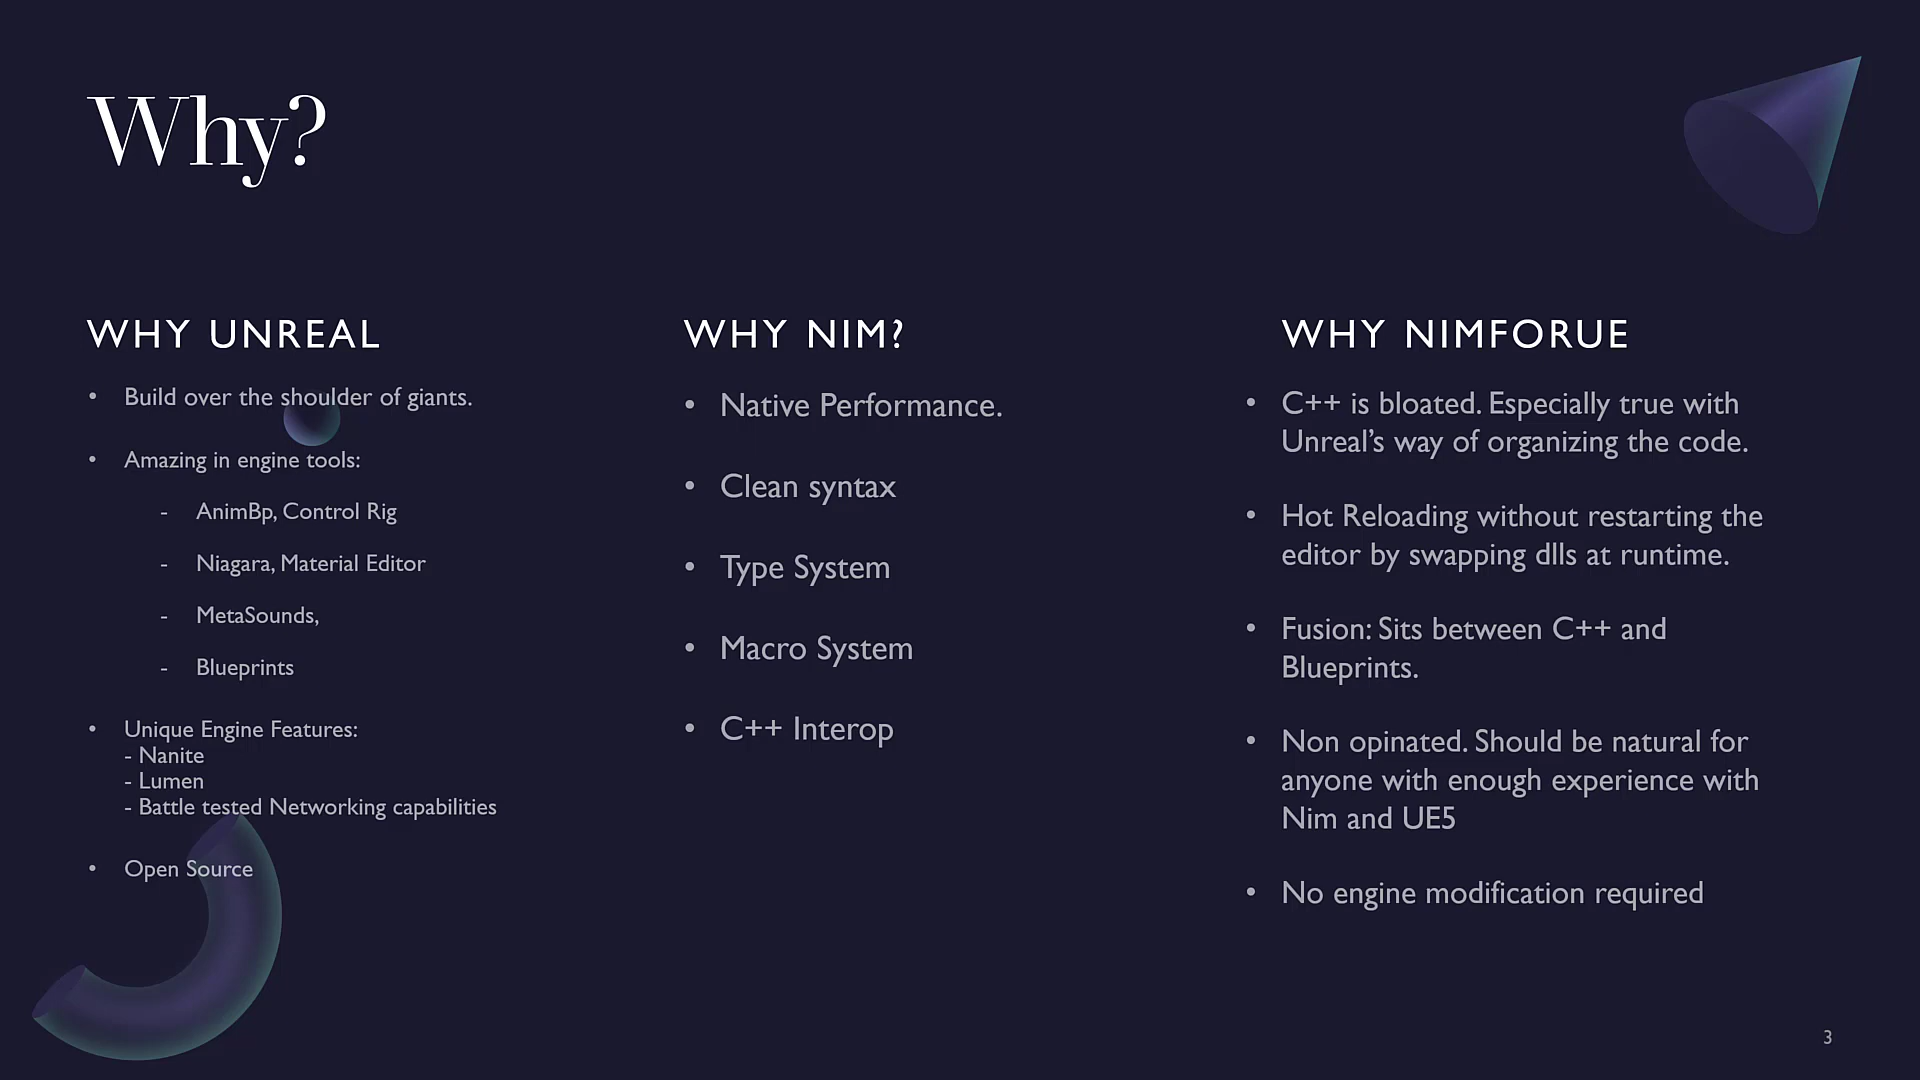 Why?
WHY UNREAL
• Build over the shoulder of giants.
• Amazing in engine tools:
- AnimBp, Control Rig
- Niagara, Material Editor
- MetaSounds,
- Blueprints
• Unique Engine Features:
- Nanite
- Lumen
- Battle tested Networking capabilities
• Open Source
WHY NIM?
• Native Performance.
• Clean syntax
• Type System
• Macro System
• C++ Interop
WHY NIMFORUE
• C++ is bloated. Especially true with
Unreal’s way of organizing the code.
• Hot Reloading without restarting the
editor by swapping dlls at runtime.
• Fusion: Sits between C++ and
Blueprints.
• Non opinated. Should be natural for
anyone with enough experience with
Nim and UE5
• No engine modification required
3